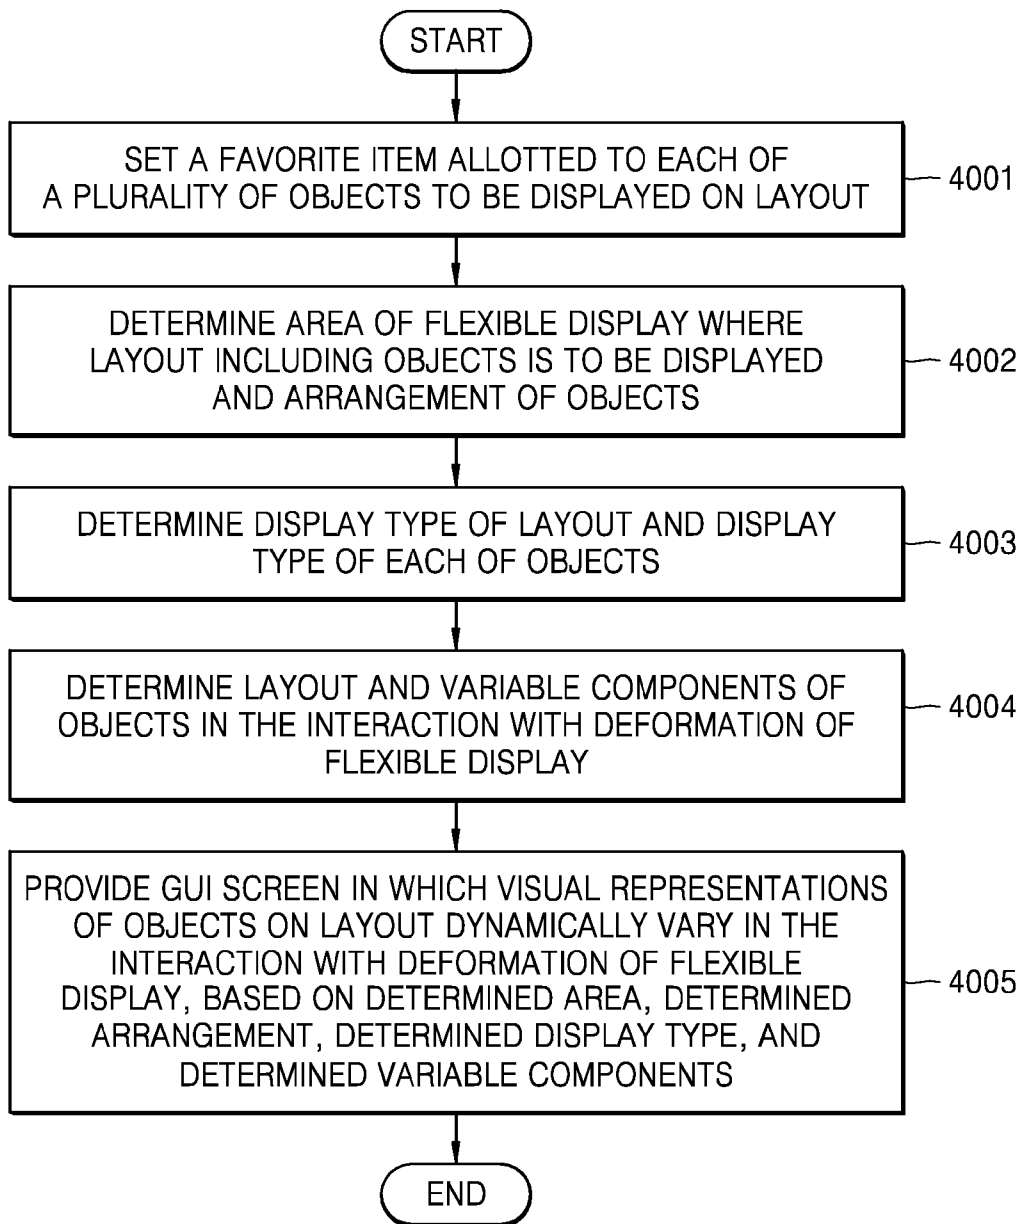 START
SET A FAVORITE ITEM ALLOTTED TO EACH OF
A PLURALITY OF OBJECTS TO BE DISPLAYED ON LAYOUT
4001
DETERMINE AREA OF FLEXIBLE DISPLAY WHERE
LAYOUT INCLUDING OBJECTS IS TO BE DISPLAYED
AND ARRANGEMENT OF OBJECTS
4002
DETERMINE DISPLAY TYPE OF LAYOUT AND DISPLAY
TYPE OF EACH OF OBJECTS
4003
DETERMINE LAYOUT AND VARIABLE COMPONENTS OF
OBJECTS IN THE INTERACTION WITH DEFORMATION OF
FLEXIBLE DISPLAY
4004
PROVIDE GUI SCREEN IN WHICH VISUAL REPRESENTATIONS
OF OBJECTS ON LAYOUT DYNAMICALLY VARY IN THE
INTERACTION WITH DEFORMATION OF FLEXIBLE
DISPLAY, BASED ON DETERMINED AREA, DETERMINED
ARRANGEMENT, DETERMINED DISPLAY TYPE, AND
DETERMINED VARIABLE COMPONENTS
4005
END